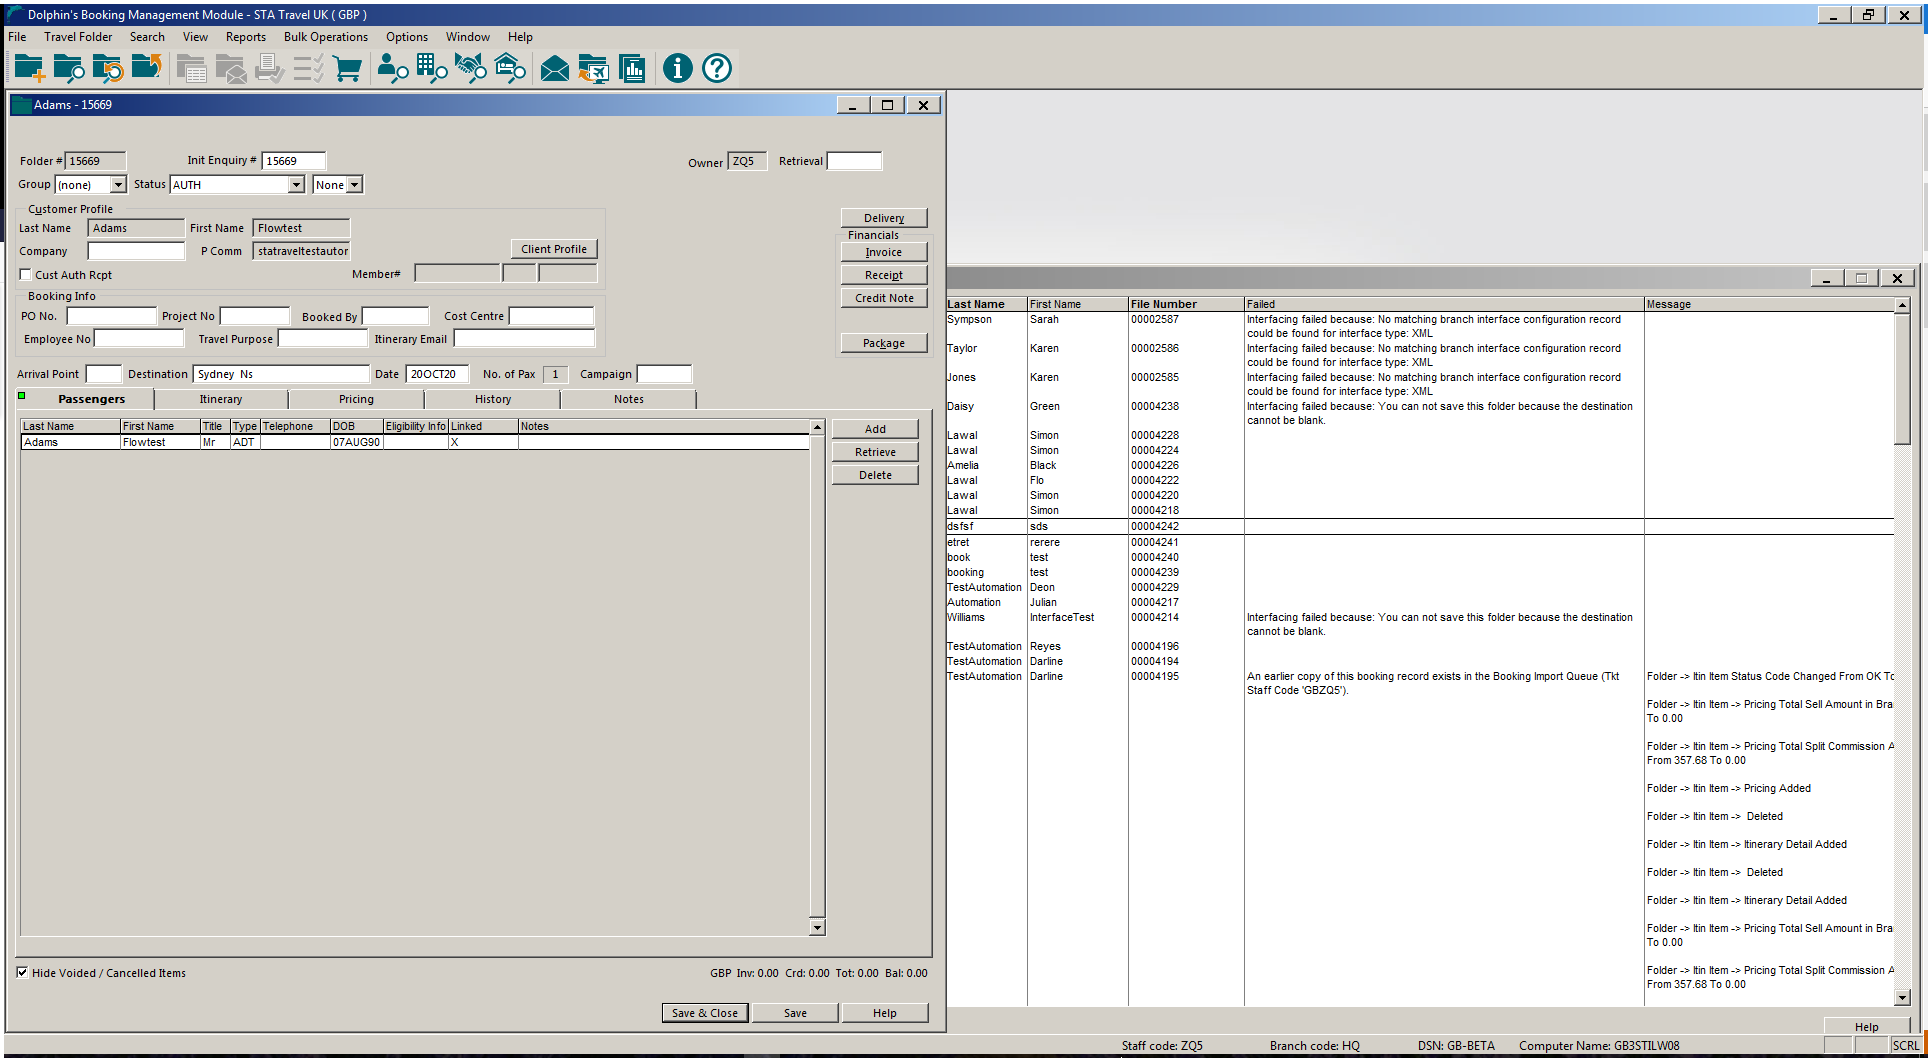 Dolphin's Booking Management Module - STA Travel UK ( GBP )
File Travel Folder Search View Reports Bulk Operations Options Window Help
Adams - 15669
Folder # 15669 Init Enquiry # 15669 Owner ZQ5 Retrieval
Group (none) Status AUTH None
Customer Profile
Last Name Adams First Name Flowtest
Company P Comm statraveltestautor Client Profile
Cust Auth Rcpt Member#
Booking Info
PO No. Project No Booked By Cost Centre
Employee No Travel Purpose Itinerary Email
Delivery
Financials
Invoice
Receipt
Credit Note
Package
Arrival Point Destination Sydney Ns Date 20OCT20 No. of Pax 1 Campaign
Passengers Itinerary Pricing History Notes
Last Name First Name Title Type Telephone DOB Eligibility Info Linked Notes
Adams Flowtest Mr ADT 07AUG90 X
Add
Retrieve
Delete
Hide Voided / Cancelled Items
GBP Inv: 0.00 Crd: 0.00 Tot: 0.00 Bal: 0.00
Save & Close Save Help
Last Name First Name File Number Failed Message
Sympson Sarah 00002587 Interfacing failed because: No matching branch interface configuration record
could be found for interface type: XML
Taylor Karen 00002586 Interfacing failed because: No matching branch interface configuration record
could be found for interface type: XML
Jones Karen 00002585 Interfacing failed because: No matching branch interface configuration record
could be found for interface type: XML
Daisy Green 00004238 Interfacing failed because: You can not save this folder because the destination
cannot be blank.
Lawal Simon 00004228
Lawal Simon 00004224
Amelia Black 00004226
Lawal Flo 00004222
Lawal Simon 00004220
Lawal Simon 00004218
dsfsf sds 00004242
etret rerere 00004241
book test 00004240
booking test 00004239
TestAutomation Deon 00004229
Automation Julian 00004217
Williams InterfaceTest 00004214 Interfacing failed because: You can not save this folder because the destination
cannot be blank.
TestAutomation Reyes 00004196
TestAutomation Darline 00004194
TestAutomation Darline 00004195 An earlier copy of this booking record exists in the Booking Import Queue (Tkt
Staff Code 'GBZQ5').
Folder -> Itin Item Status Code Changed From OK To
Folder -> Itin Item -> Pricing Total Sell Amount in Bra
To 0.00
Folder -> Itin Item -> Pricing Total Split Commission A
From 357.68 To 0.00
Folder -> Itin Item -> Pricing Added
Folder -> Itin Item -> Deleted
Folder -> Itin Item -> Itinerary Detail Added
Folder -> Itin Item -> Deleted
Folder -> Itin Item -> Itinerary Detail Added
Folder -> Itin Item -> Pricing Total Sell Amount in Bra
To 0.00
Folder -> Itin Item -> Pricing Total Split Commission A
From 357.68 To 0.00
Help
Staff code: ZQ5 Branch code: HQ DSN: GB-BETA Computer Name: GB3STILW08 SCRL